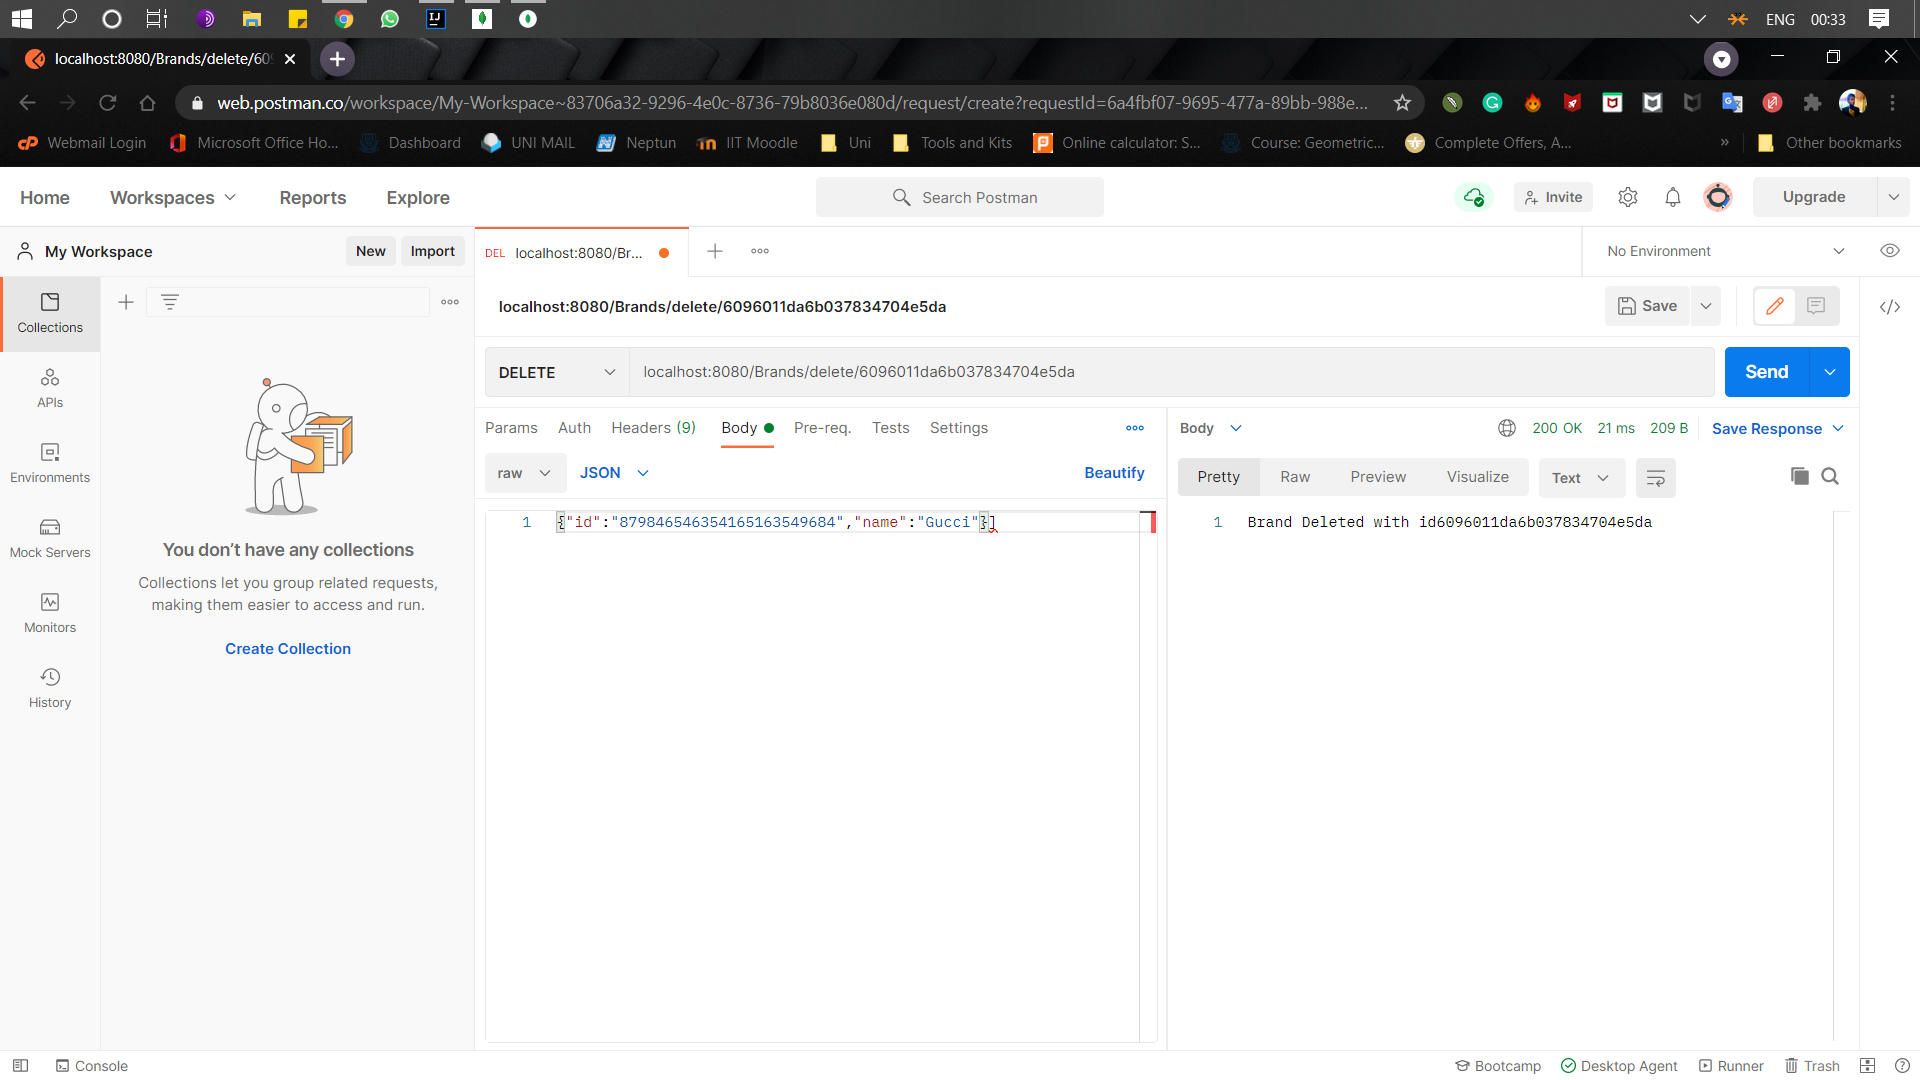 ENG 00:33
localhost:8080/Brands/delete/609
web.postman.co/workspace/My-Workspace~83706a32-9296-4e0c-8736-79b8036e080d/request/create?requestId=6a4fbf07-9695-477a-89bb-988e...
Webmail Login Microsoft Office Ho... Dashboard UNI MAIL Neptun IIT Moodle Uni Tools and Kits Online calculator: S... Course: Geometric... Complete Offers, A... » Other bookmarks
Home Workspaces Reports Explore Search Postman Invite Upgrade
My Workspace New Import DEL localhost:8080/Br... No Environment
localhost:8080/Brands/delete/6096011da6b037834704e5da Save
DELETE localhost:8080/Brands/delete/6096011da6b037834704e5da Send
Params Auth Headers (9) Body Pre-req. Tests Settings Body 200 OK 21 ms 209 B Save Response
raw JSON Beautify Pretty Raw Preview Visualize Text
1 {"id":"879846546354165163549684","name":"Gucci"}]
1 Brand Deleted with id6096011da6b037834704e5da
Collections
APIs
Environments
Mock Servers
Monitors
History
You don’t have any collections
Collections let you group related requests,
making them easier to access and run.
Create Collection
Console Bootcamp Desktop Agent Runner Trash